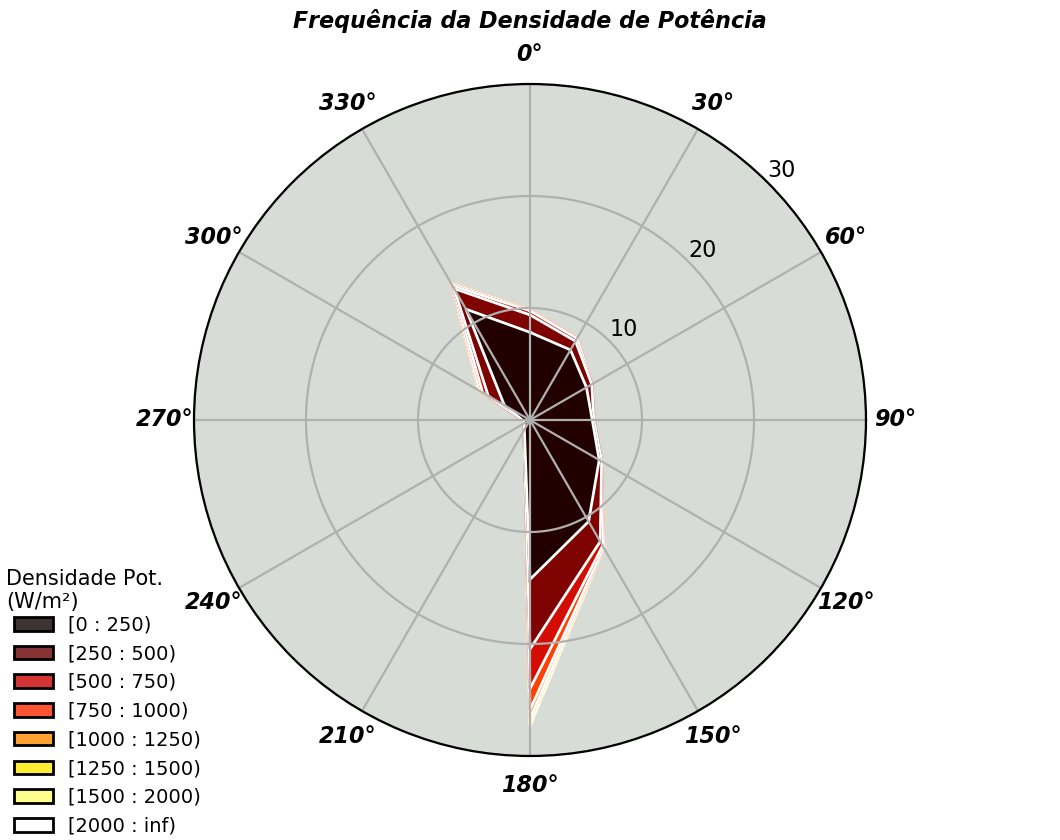 Frequência da Densidade de Potência
0°
330°
30°
30
300°
60°
20
10
270°
90°
240°
120°
210°
150°
180°
Densidade Pot.
(W/m²)
[0 : 250)
[250 : 500)
[500 : 750)
[750 : 1000)
[1000 : 1250)
[1250 : 1500)
[1500 : 2000)
[2000 : inf)